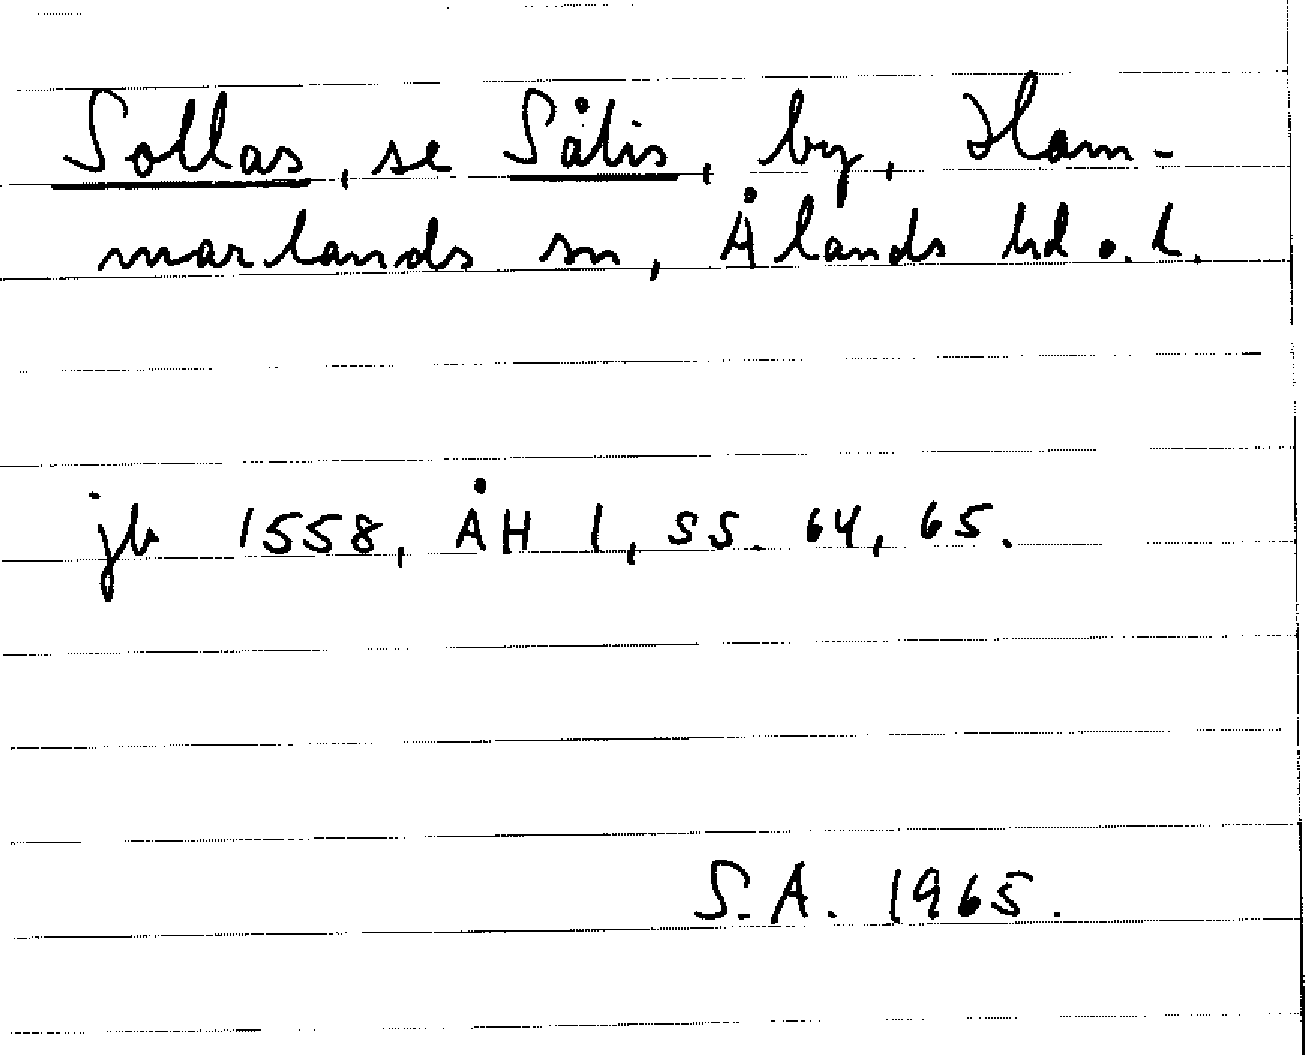 Sollas, se Sålis, by, Ham-
marlands sn, Ålands hd o. l.
jb 1558, ÅH 1, ss. 64, 65.
S.A. 1965.